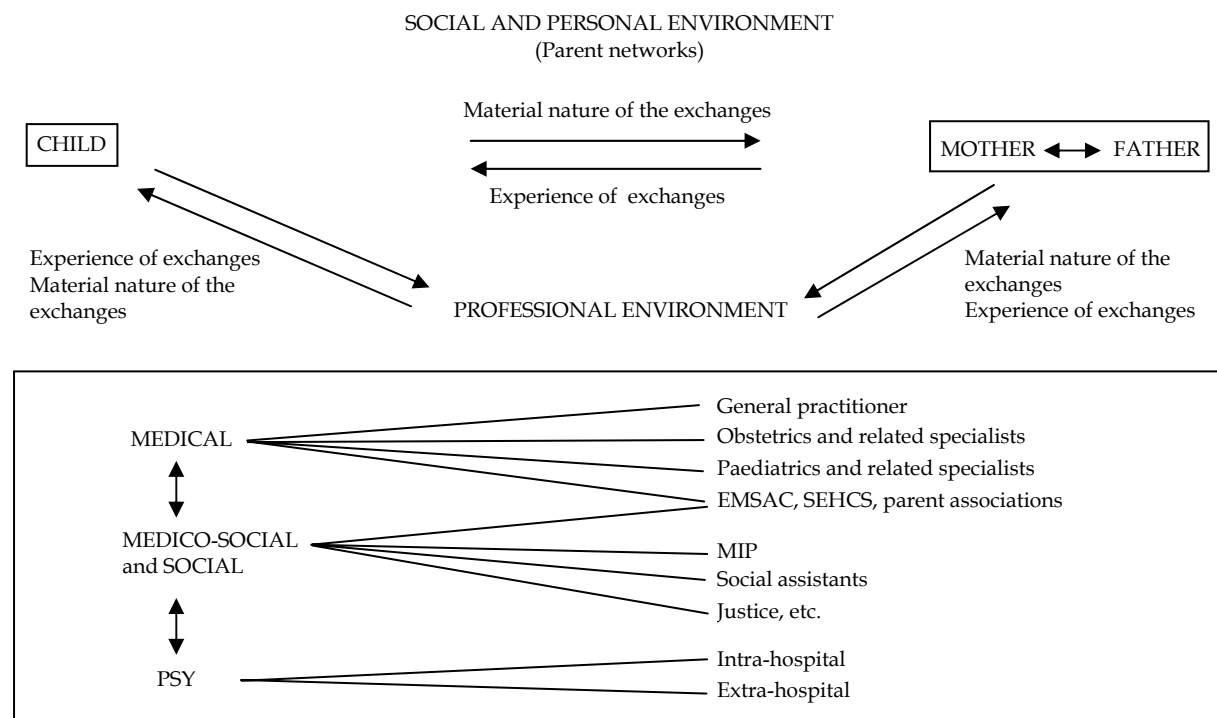 SOCIAL AND PERSONAL ENVIRONMENT
(Parent networks)
Material nature of the exchanges
CHILD
MOTHER
FATHER
Experience of exchanges
Experience of exchanges
Material nature of the
exchanges
Material nature of the
exchanges
Experience of exchanges
PROFESSIONAL ENVIRONMENT
General practitioner
MEDICAL
Obstetrics and related specialists
Paediatrics and related specialists
EMSAC, SEHCS, parent associations
MEDICO-SOCIAL
and SOCIAL
MIP
Social assistants
Justice, etc.
PSY
Intra-hospital
Extra-hospital